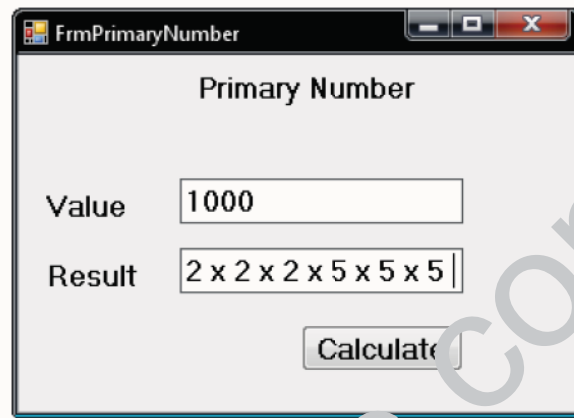 FrmPrimaryNumber
Primary Number
Value 1000
Result 2 x 2 x 2 x 5 x 5 x 5
Calculate